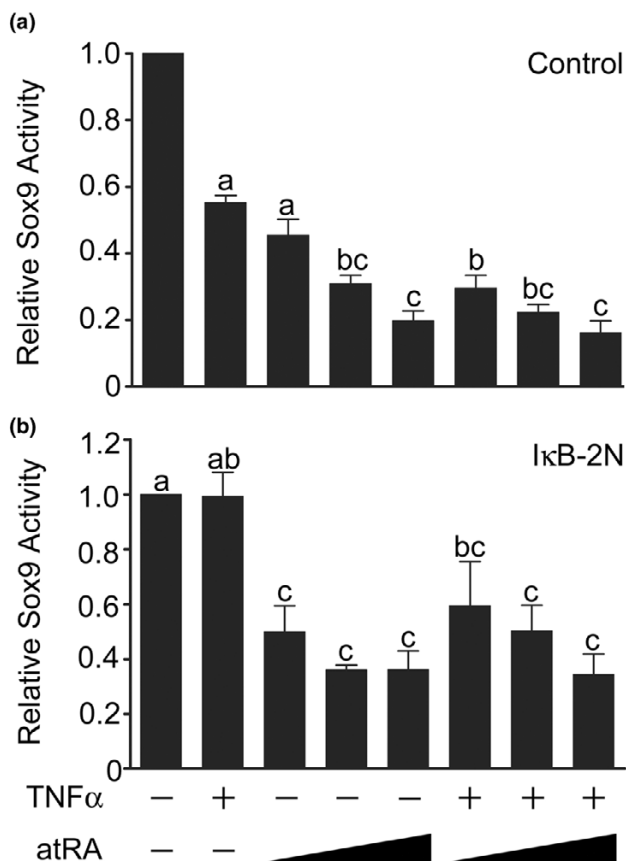 (a)
Control
Relative Sox9 Activity
1.0
0.8
0.6
0.4
0.2
0
a
a
bc
c
b
bc
c
(b)
IκB-2N
Relative Sox9 Activity
1.2
1.0
0.8
0.6
0.4
0.2
0
a
ab
c
c
c
bc
c
c
TNFα − + − − − + + +
atRA − −